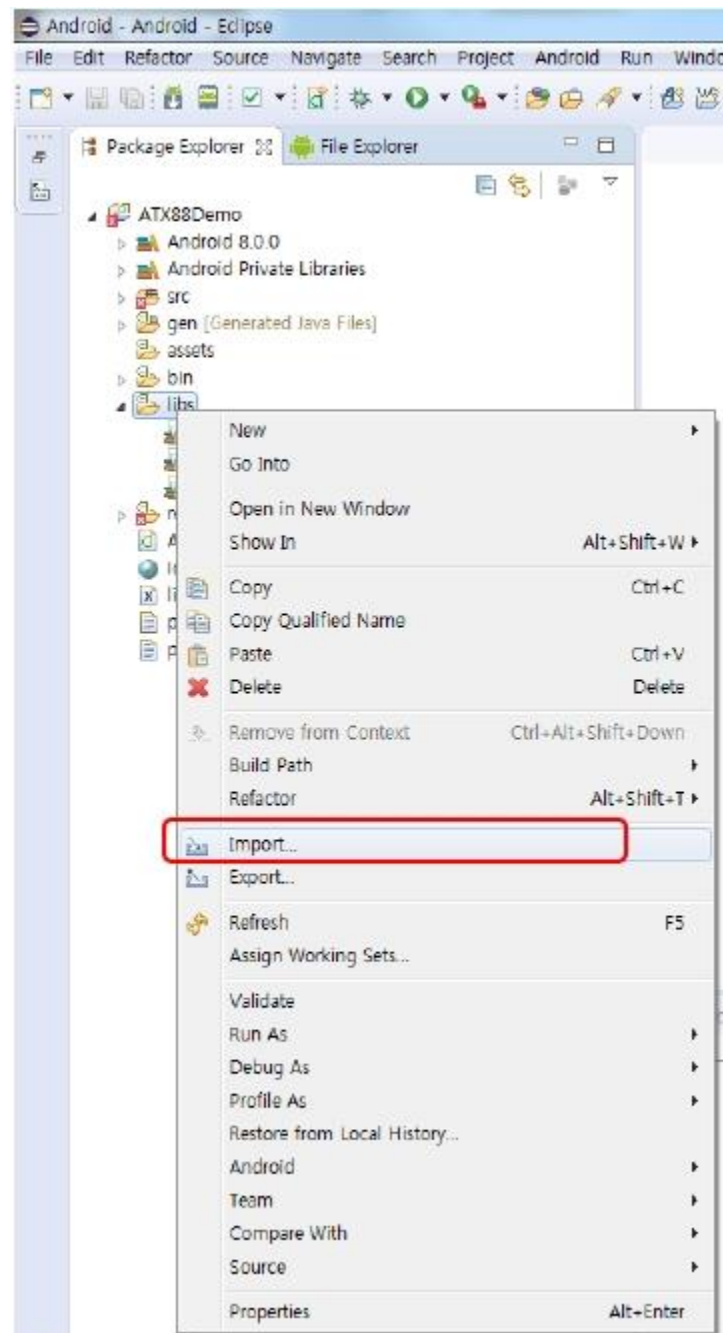 Android - Android - Eclipse
File Edit Refactor Source Navigate Search Project Android Run
Package Explorer File Explorer
ATX88Demo
Android 8.0.0
Android Private Libraries
src
gen [Generated Java Files]
assets
bin
libs
New
Go Into
Open in New Window
Show In Alt+Shift+W
Copy Ctrl+C
Copy Qualified Name
Paste Ctrl+V
Delete Delete
Remove from Context Ctrl+Alt+Shift+Down
Build Path
Refactor Alt+Shift+T
Import...
Export...
Refresh F5
Assign Working Sets...
Validate
Run As
Debug As
Profile As
Restore from Local History...
Android
Team
Compare With
Source
Properties Alt+Enter